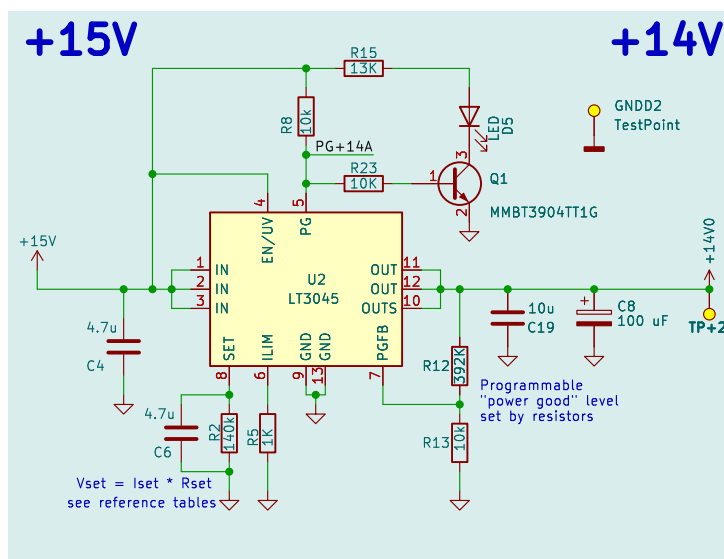 +15V
+14V
R15
13K
R8
10k
PG+14A
LED
D5
GNDD2
TestPoint
R23
10K
1
3
2
Q1
MMBT3904TT1G
4
5
EN/UV
PG
+15V
+14V0
1
2
3
IN
IN
IN
U2
LT3045
OUT
OUT
OUTS
11
12
10
SET
ILIM
GND
GND
PGFB
8
6
9
13
7
4.7u
C4
10u
C19
+
C8
100 uF
TP+2
R12
392K
Programmable
"power good" level
set by resistors
4.7u
C6
R2
140k
R5
1K
R13
10k
Vset = Iset * Rset
see reference tables